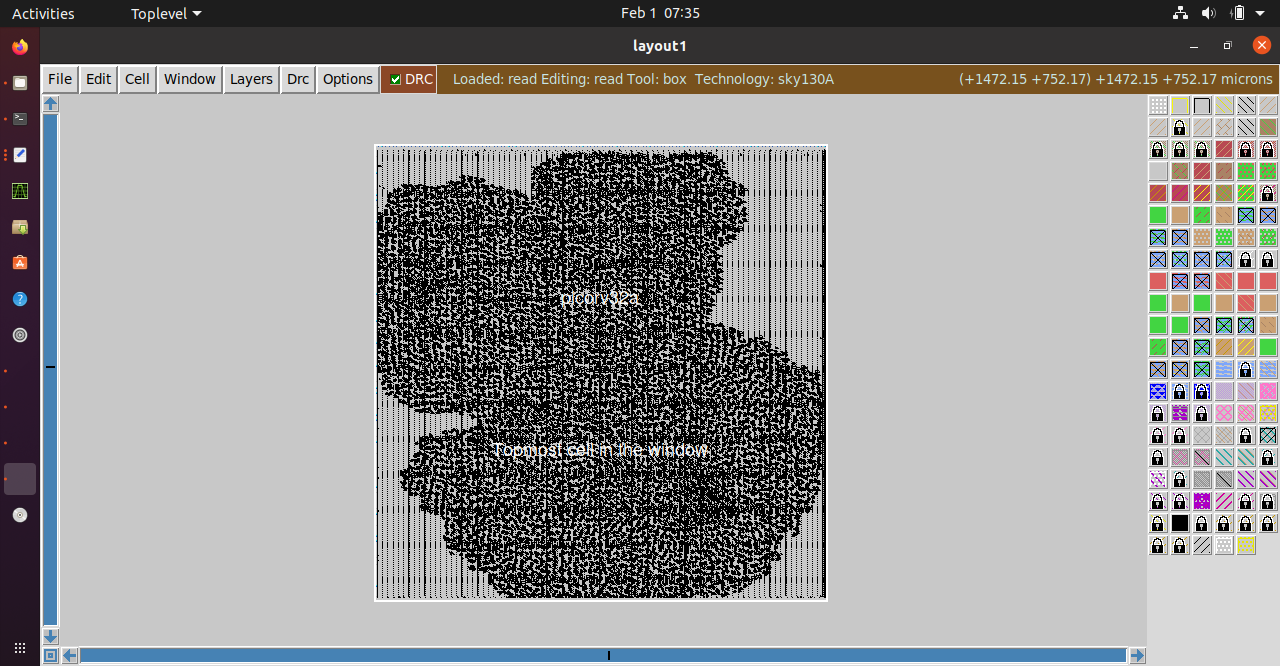 Activities Toplevel Feb 1 07:35
layout1
File Edit Cell Window Layers Drc Options DRC Loaded: read Editing: read Tool: box Technology: sky130A (+1472.15 +752.17) +1472.15 +752.17 microns
picorv32a
Topmost cell in the window